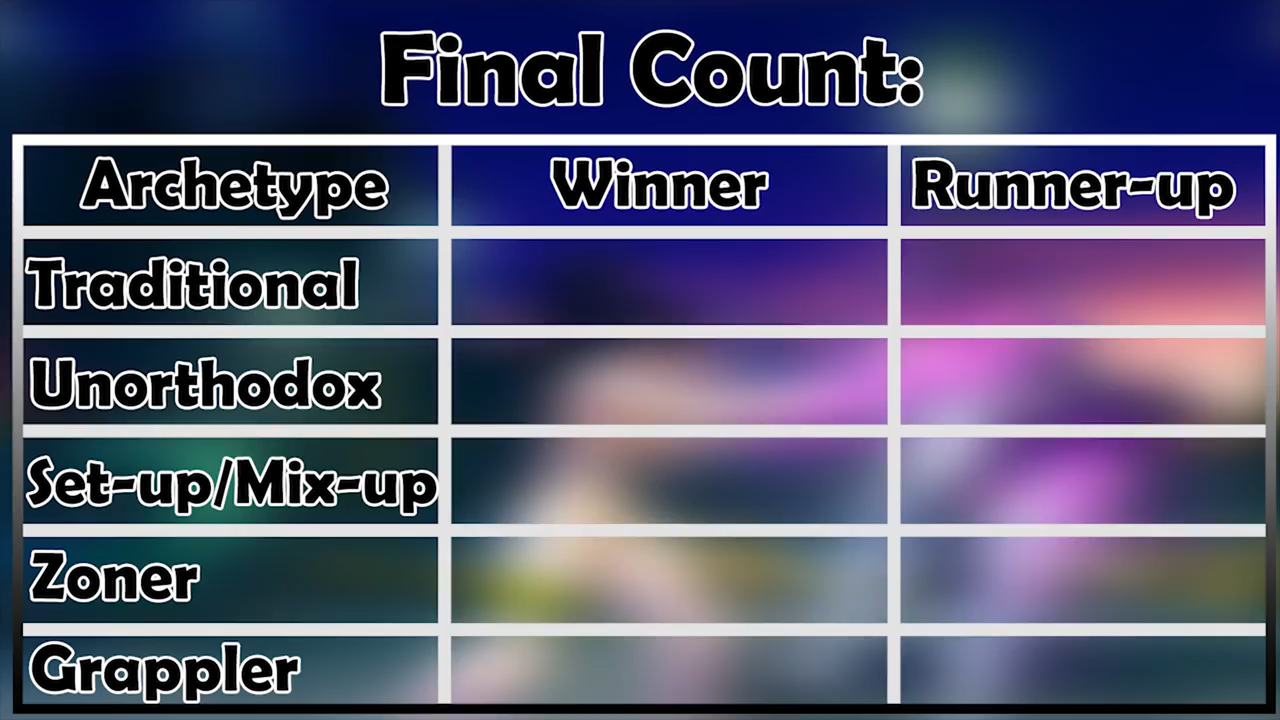 Final Count:
Archetype Winner Runner-up
Traditional
Unorthodox
Set-up/Mix-up
Zoner
Grappler